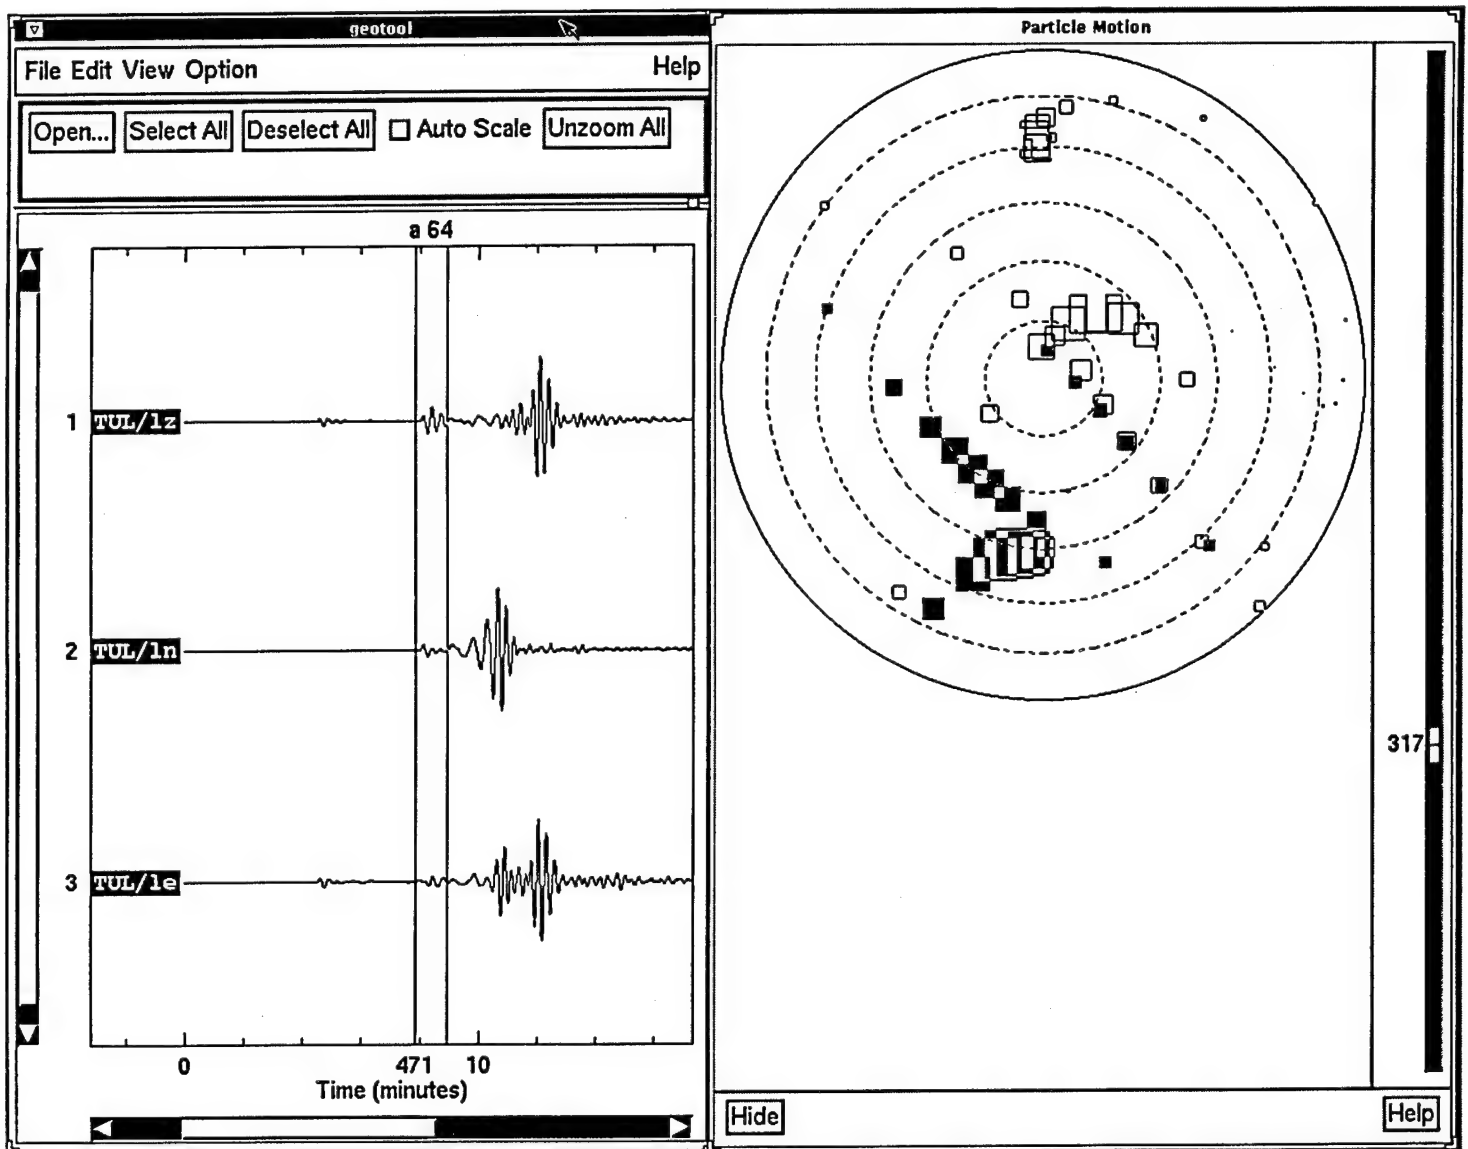 geotool
File Edit View Option Help
Open... Select All Deselect All Auto Scale Unzoom All
a 64
1 TUL/lz
2 TUL/ln
3 TUL/le
0 471 10
Time (minutes)
Particle Motion
317
Hide Help